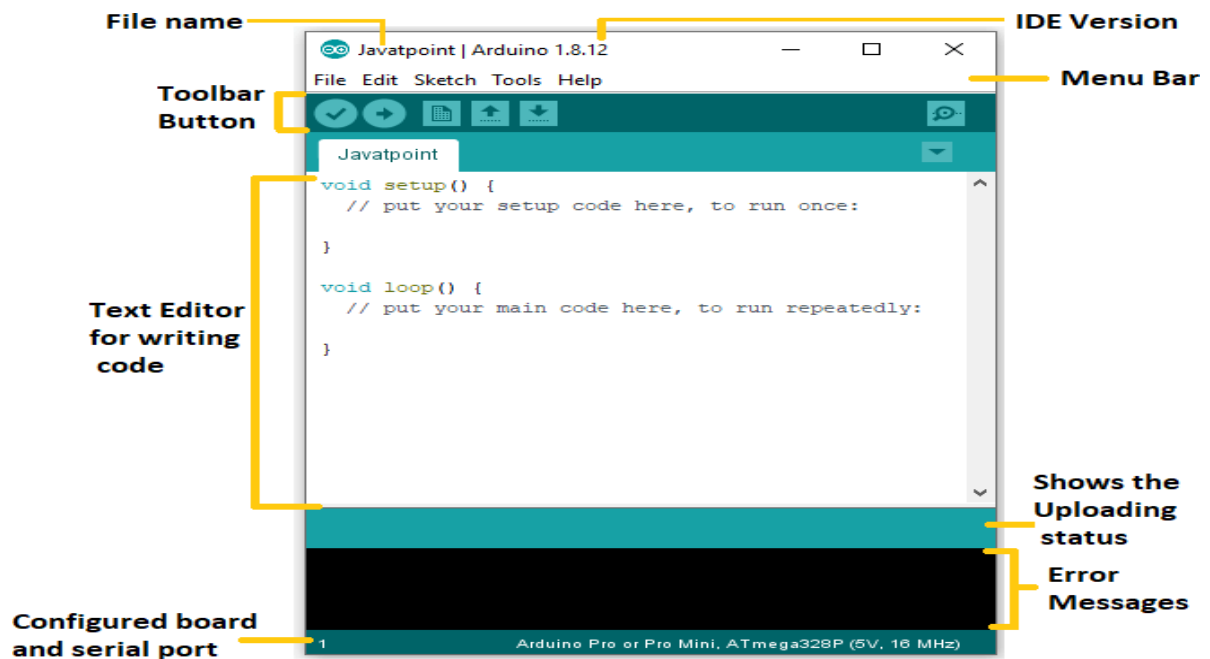 File name
IDE Version
Javatpoint | Arduino 1.8.12
File Edit Sketch Tools Help
Menu Bar
Toolbar
Button
Javatpoint
void setup() {
// put your setup code here, to run once:
}
void loop() {
// put your main code here, to run repeatedly:
}
Text Editor
for writing
code
Shows the
Uploading
status
Error
Messages
Configured board
and serial port
1
Arduino Pro or Pro Mini, ATmega328P (5V, 16 MHz)